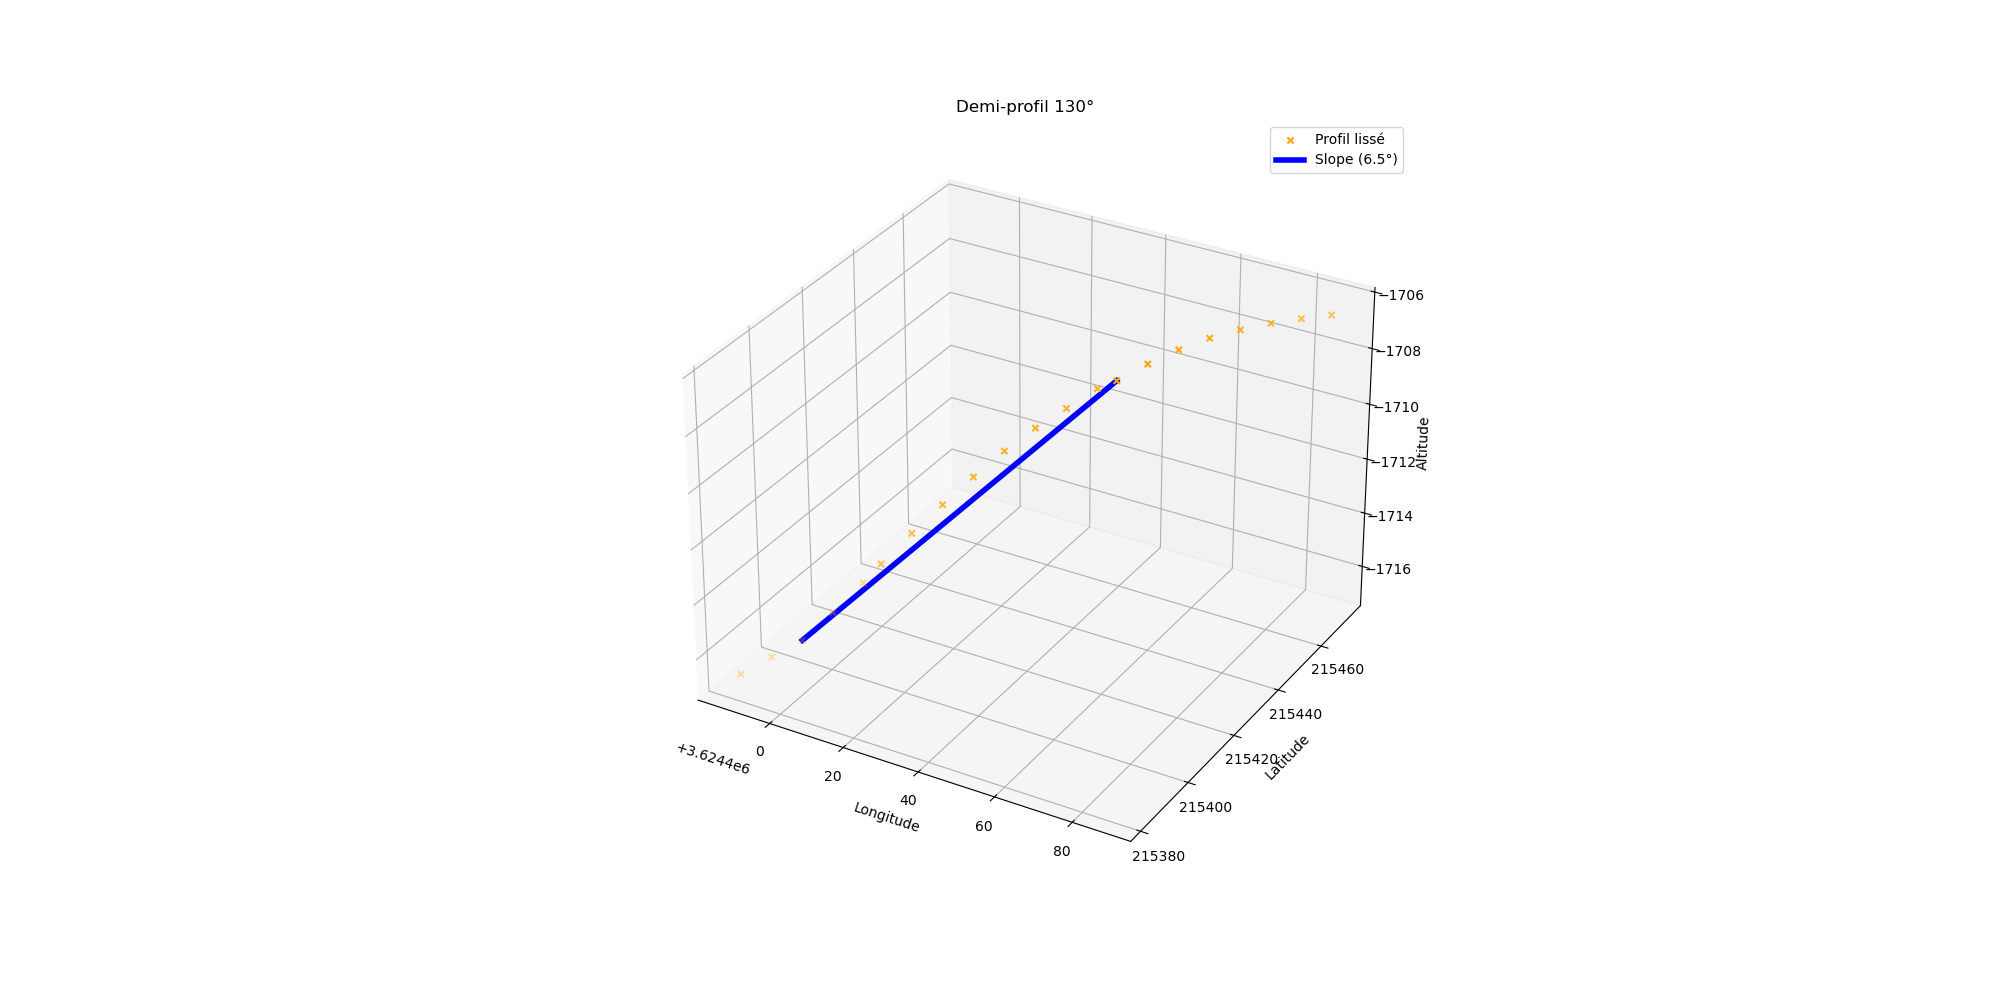 Demi-profil 130°
Profil lissé
Slope (6.5°)
−1706
−1708
−1710
−1712
−1714
−1716
Altitude
215460
215440
215420
215400
215380
Latitude
+3.6244e6
0
20
40
60
80
Longitude